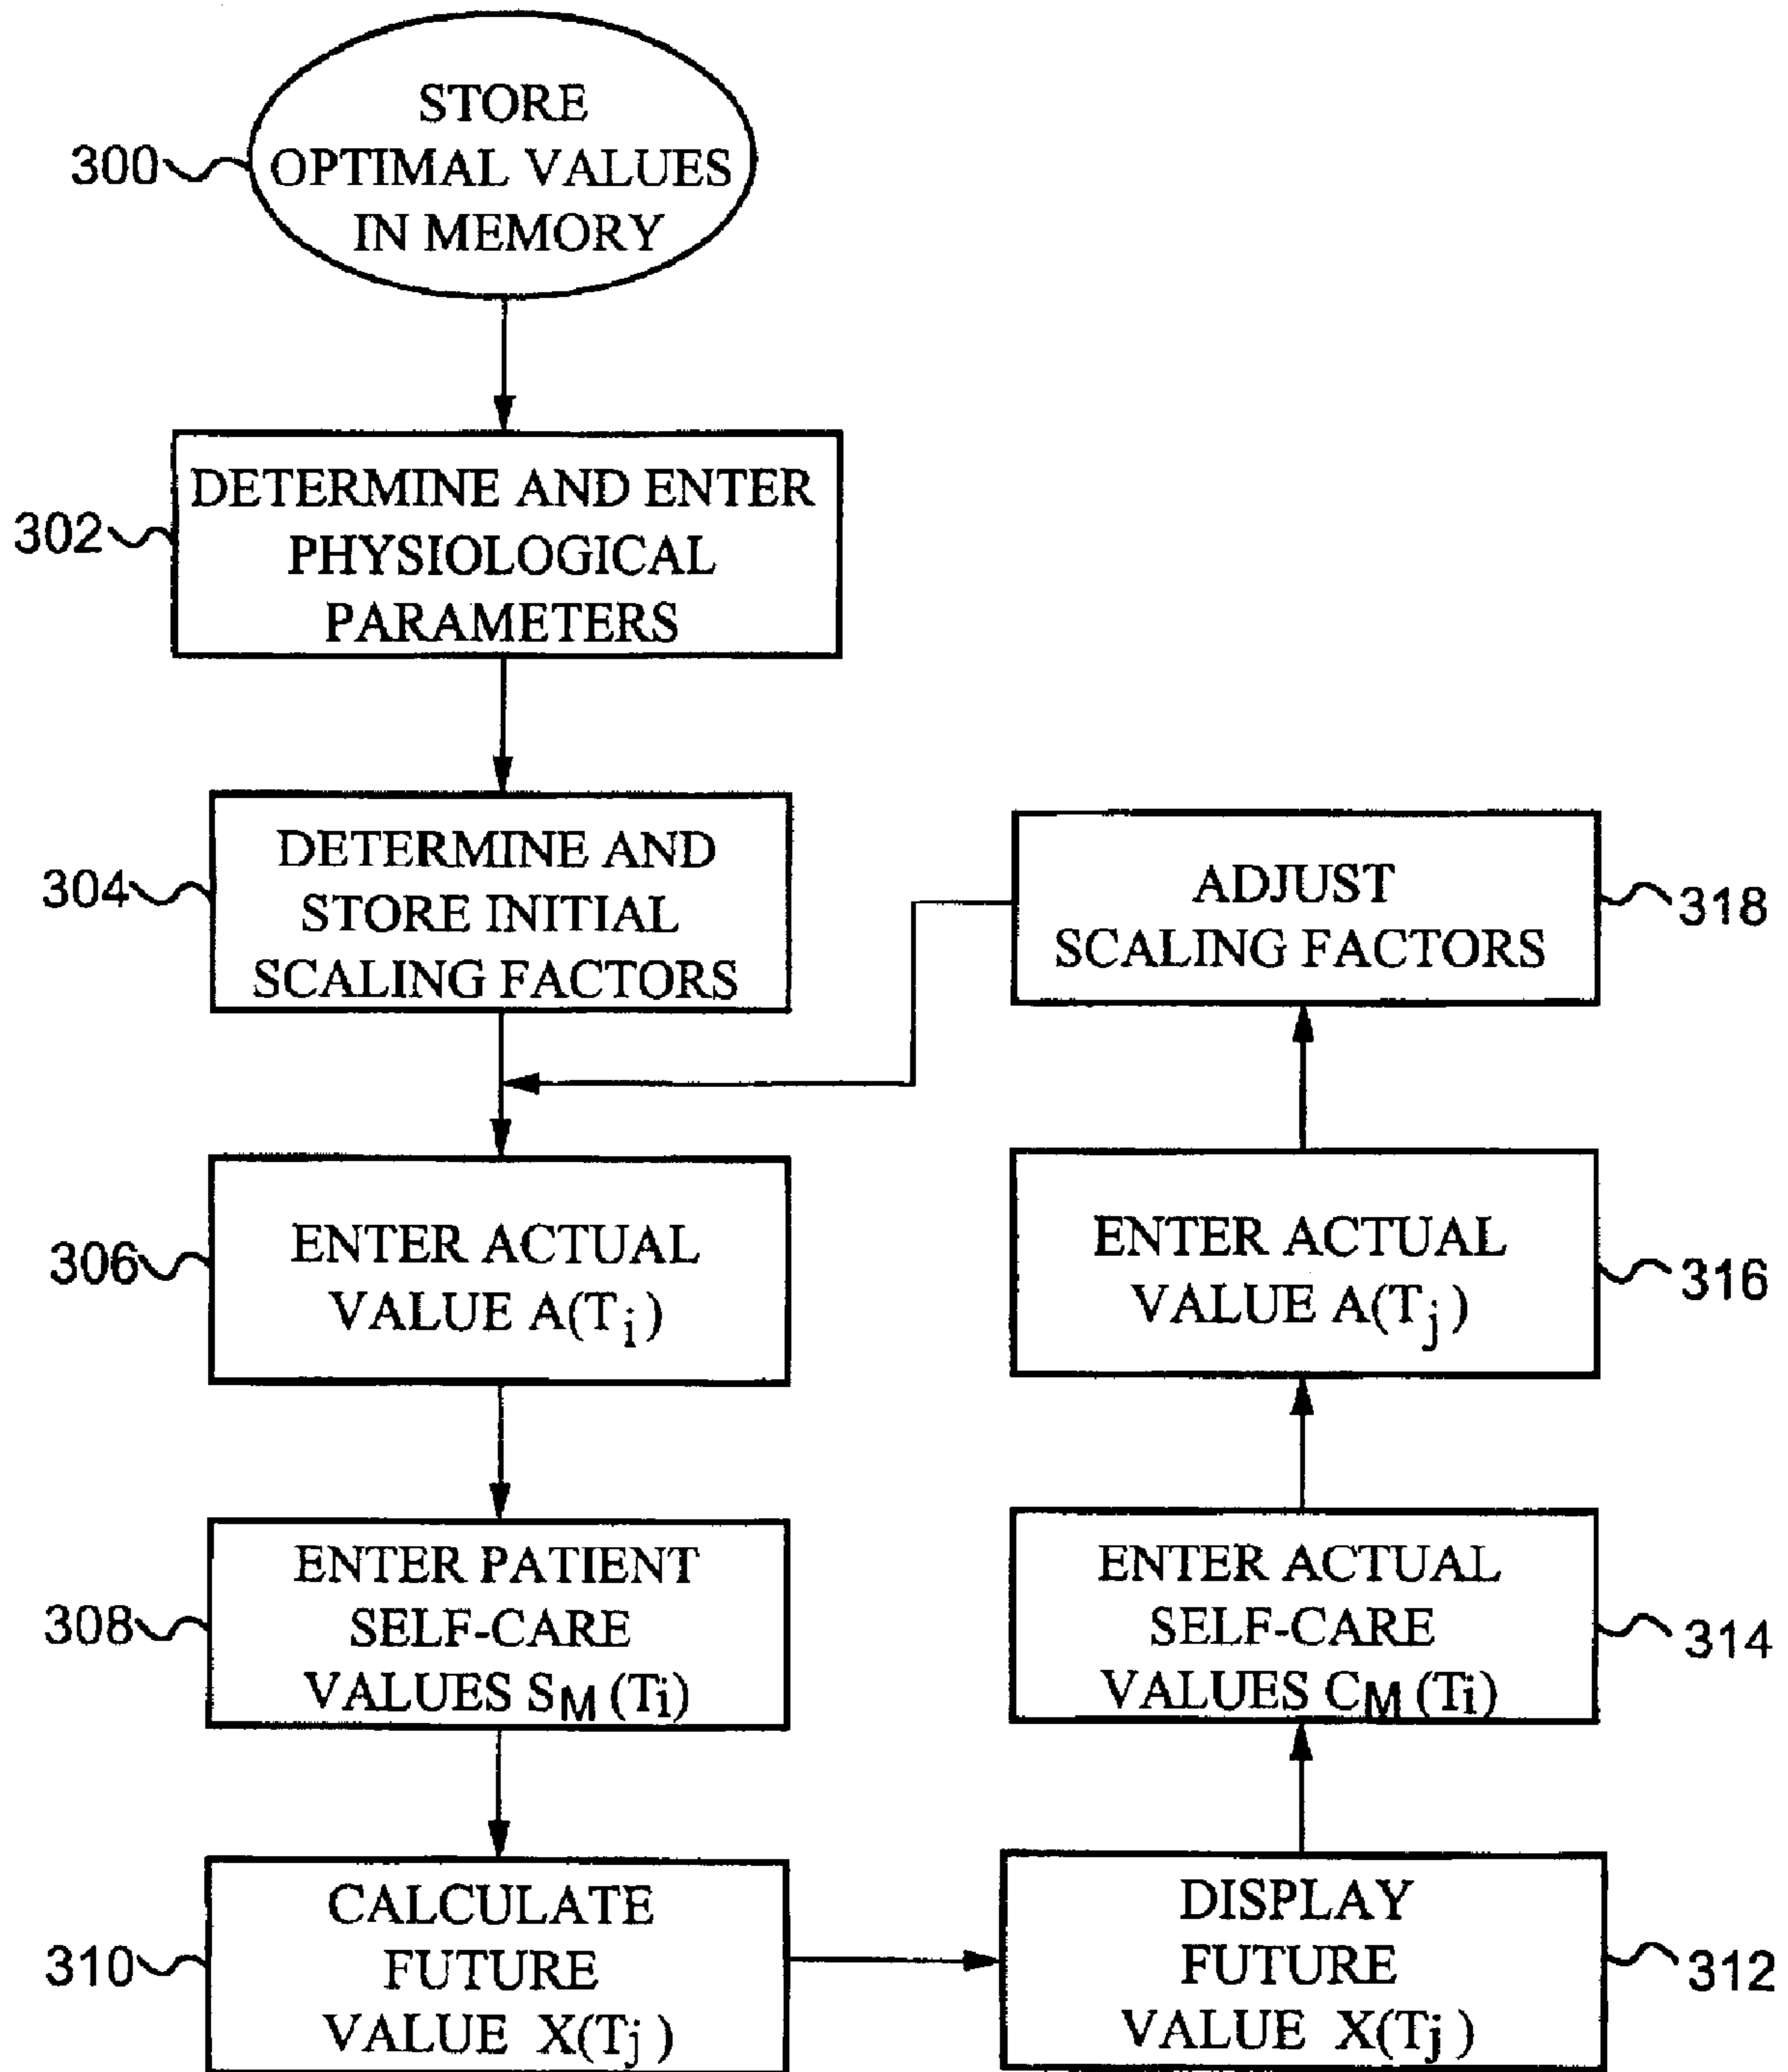 300
STORE
OPTIMAL VALUES
IN MEMORY
302
DETERMINE AND ENTER
PHYSIOLOGICAL
PARAMETERS
304
DETERMINE AND
STORE INITIAL
SCALING FACTORS
306
ENTER ACTUAL
VALUE A(Ti)
308
ENTER PATIENT
SELF-CARE
VALUES SM (Ti)
310
CALCULATE
FUTURE
VALUE X(Tj)
DISPLAY
FUTURE
VALUE X(Tj)
312
ENTER ACTUAL
SELF-CARE
VALUES CM (Ti)
314
ENTER ACTUAL
VALUE A(Tj)
316
ADJUST
SCALING FACTORS
318